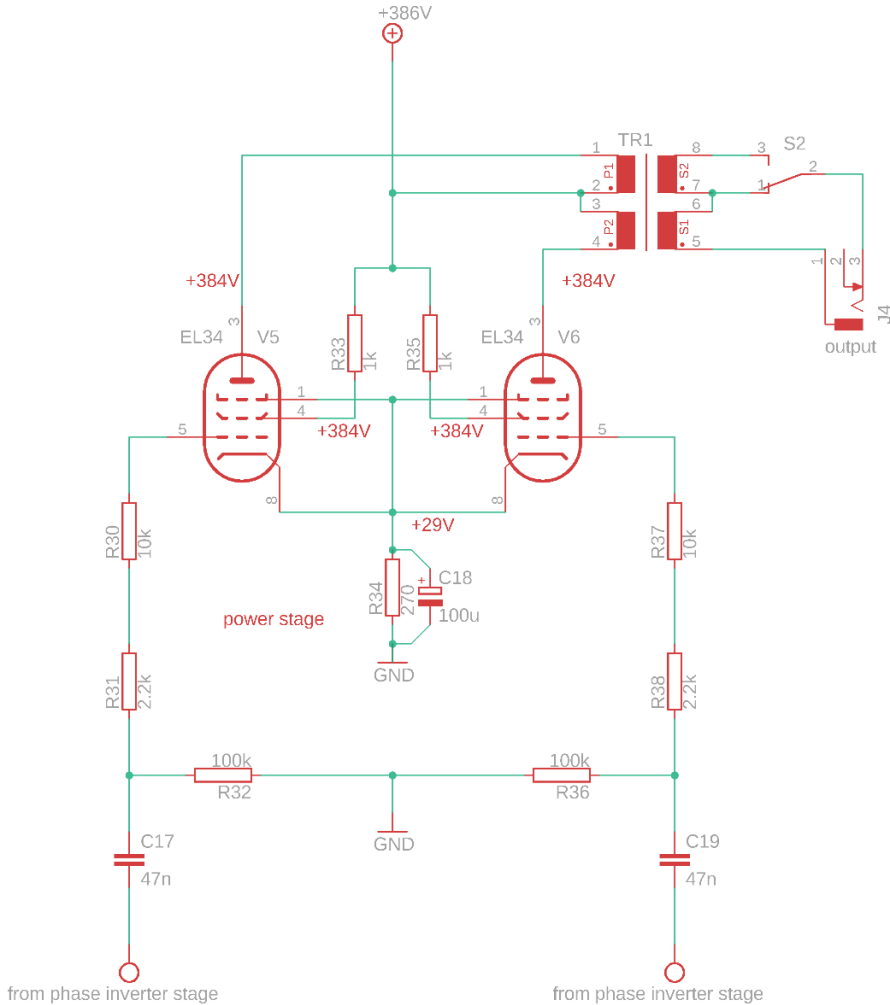 +386V
TR1
S2
1
8
3
2
P1
S2
2
7
1
3
6
P2
S1
4
5
1
2
3
J4
output
+384V
+384V
3
3
EL34
V5
EL34
V6
R33
1k
R35
1k
1
1
4
4
+384V
+384V
5
5
8
8
+29V
R30
10k
R37
10k
R34
270
+
C18
100u
power stage
GND
R31
2.2k
R38
2.2k
100k
R32
100k
R36
GND
C17
47n
C19
47n
from phase inverter stage
from phase inverter stage